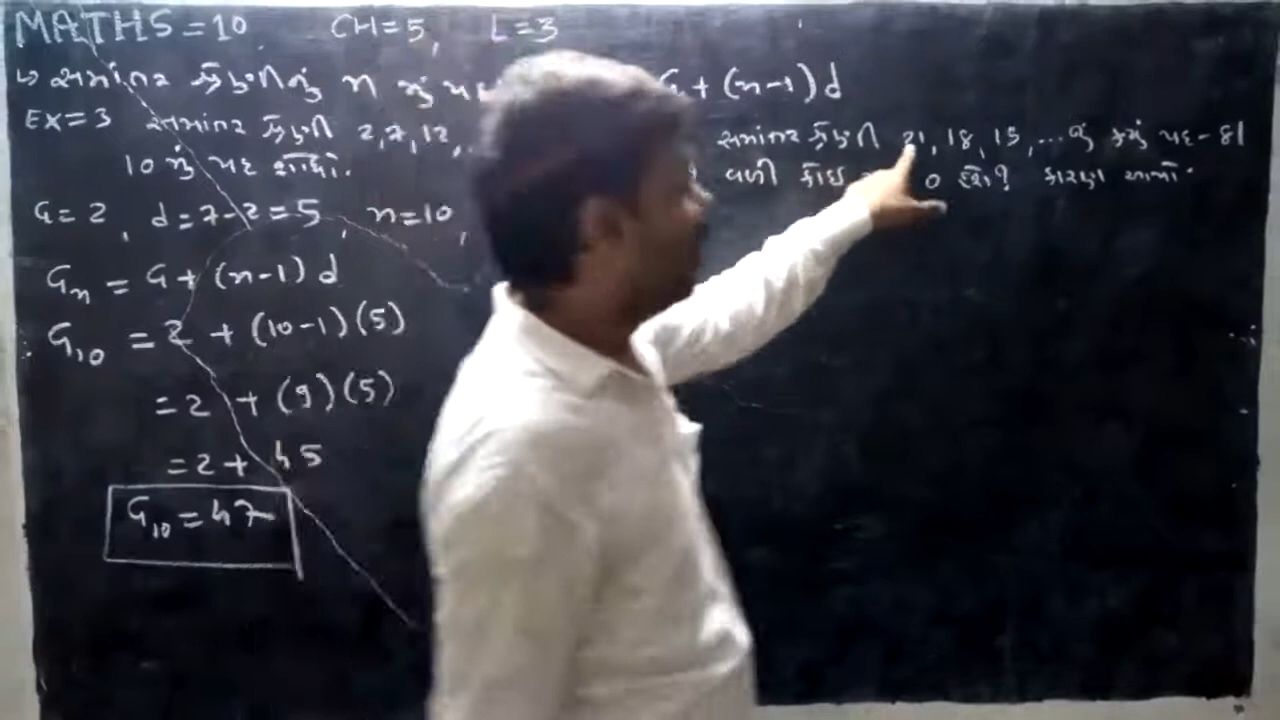 MATHS = 10, CH = 5, L = 3
↳ સમાંતર શ્રેણીનું n મું પદ
a + (n-1) d
EX = 3 સમાંતર શ્રેણી 2, 7, 12,
10 મું પદ શોધો.
a = 2, d = 7-2 = 5, n = 10,
aₙ = a + (n-1) d
a₁₀ = 2 + (10-1) (5)
= 2 + (9) (5)
= 2 + 45
a₁₀ = 47
સમાંતર શ્રેણી 21, 18, 15, ... નું કયું પદ -81
વળી કોઈ 0 હશે? કારણ આપો.